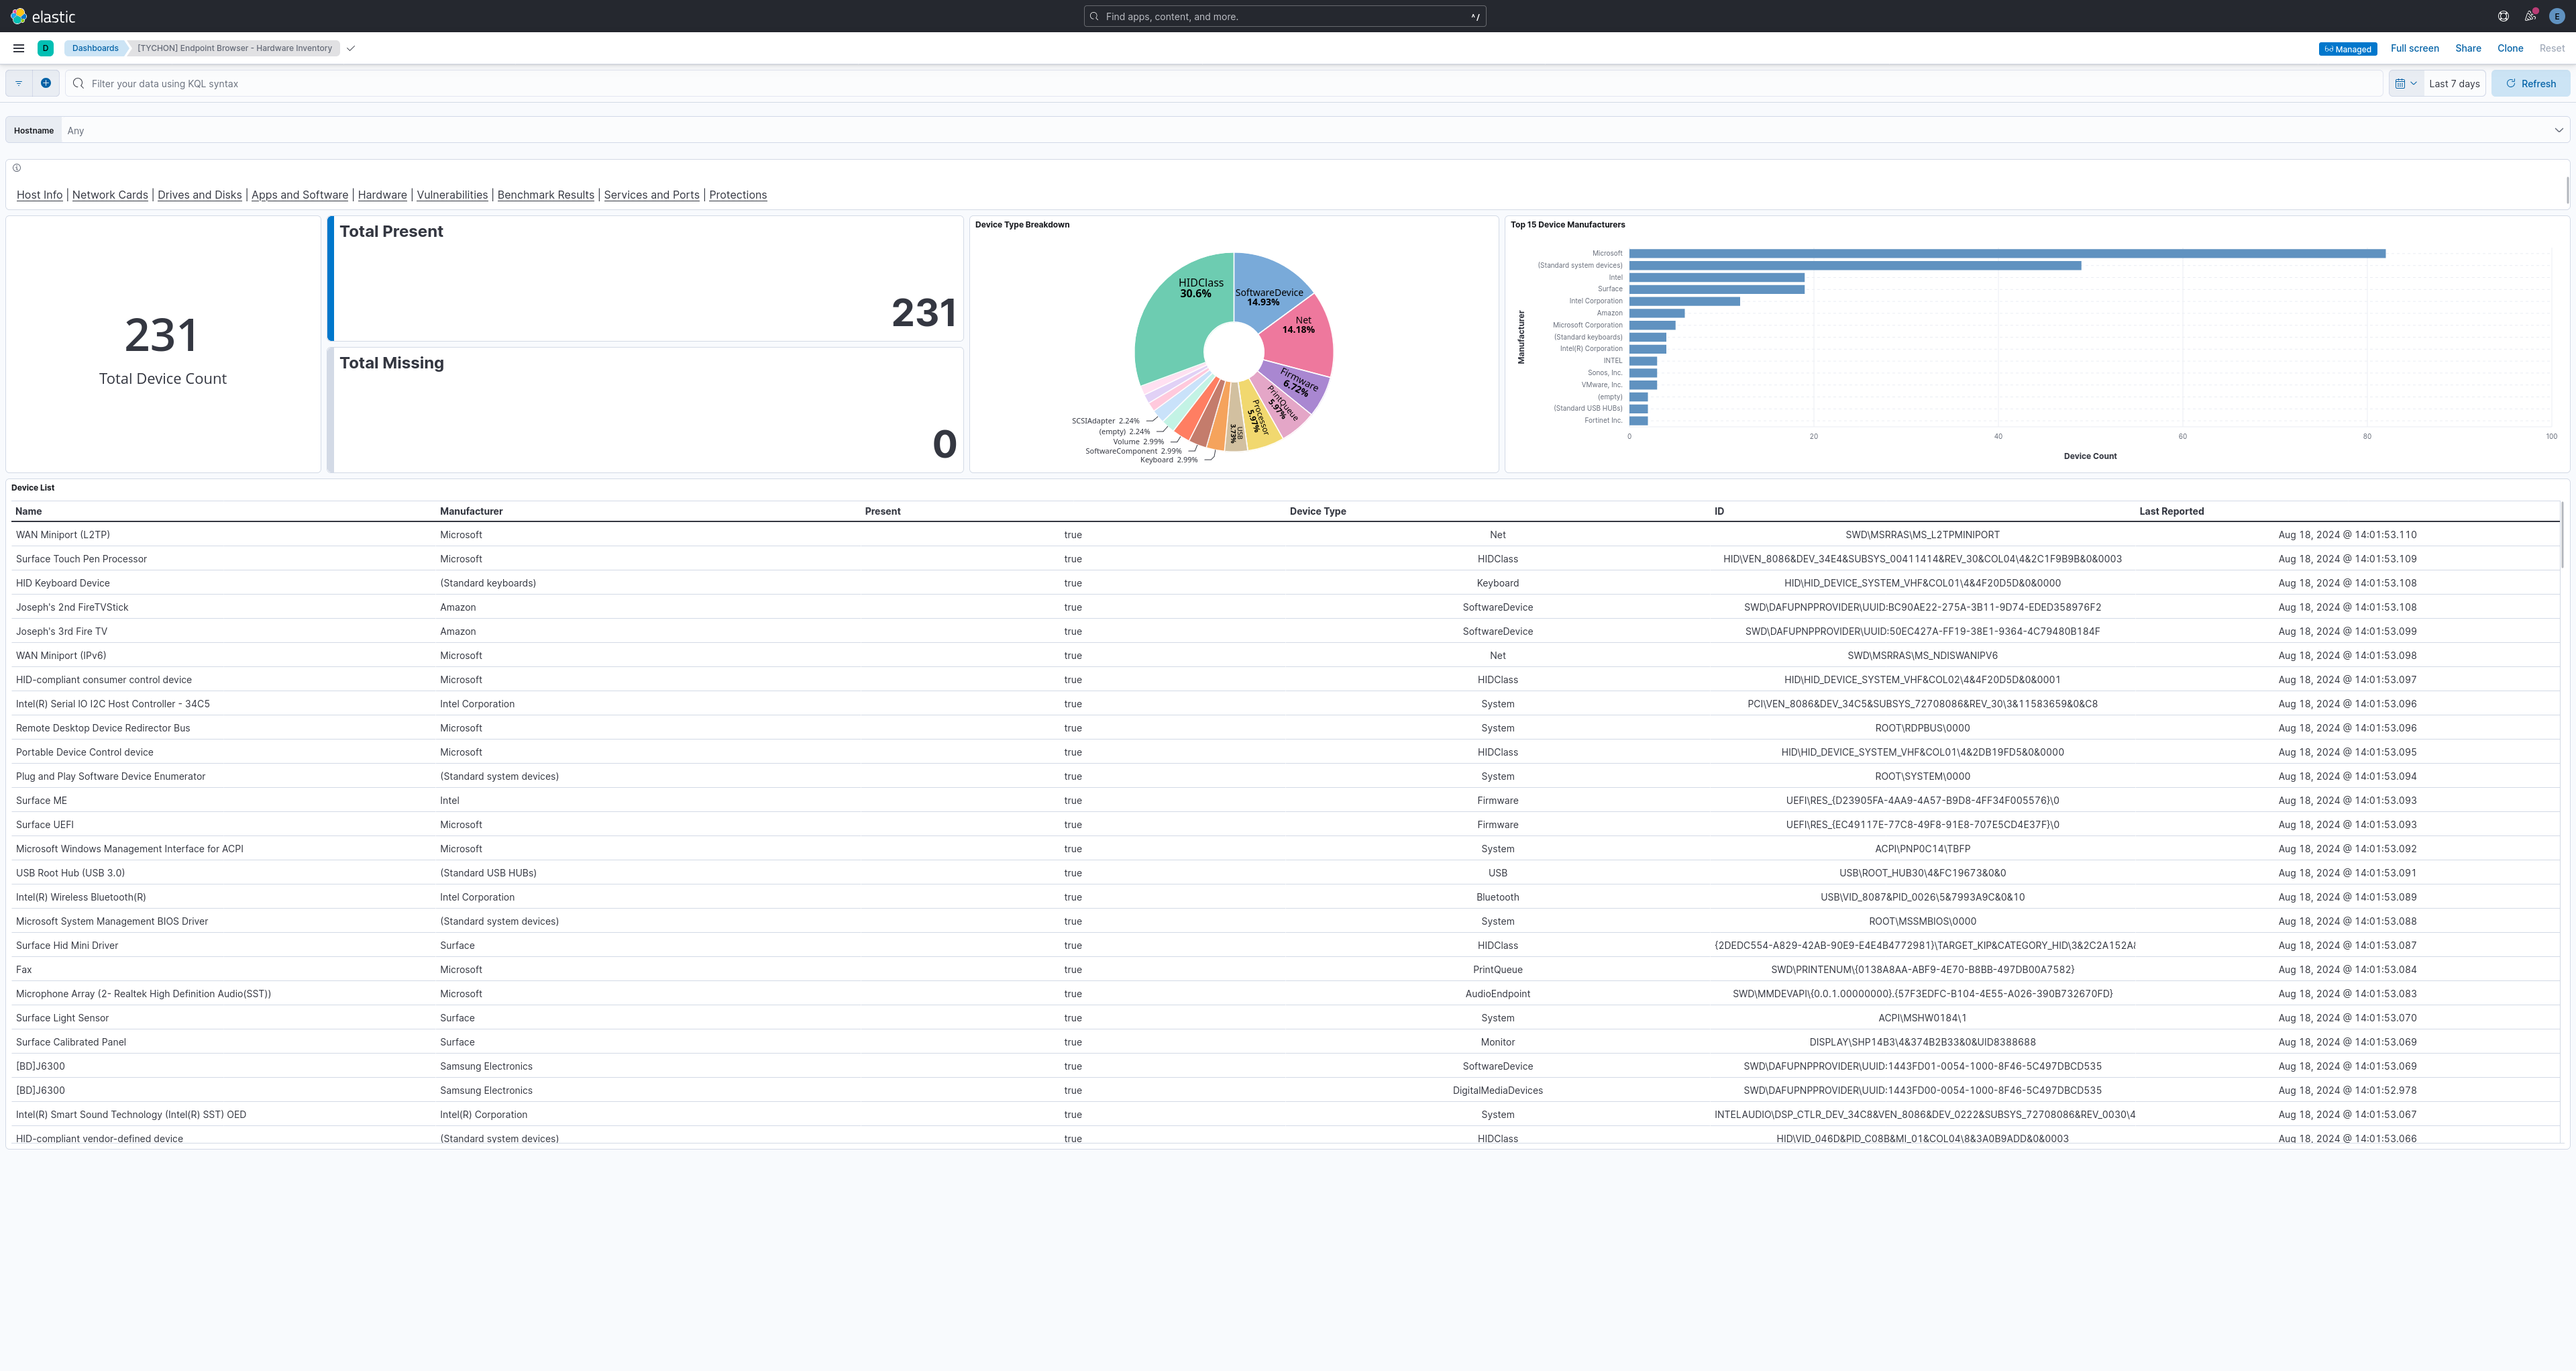 elastic
Find apps, content, and more.
^/
E
D
Dashboards
[TYCHON] Endpoint Browser - Hardware Inventory
Managed
Full screen
Share
Clone
Reset
Filter your data using KQL syntax
Last 7 days
Refresh
Hostname
Any
Host Info | Network Cards | Drives and Disks | Apps and Software | Hardware | Vulnerabilities | Benchmark Results | Services and Ports | Protections
231
Total Device Count
Total Present
231
Total Missing
0
Device Type Breakdown
HIDClass
30.6%
SoftwareDevice
14.93%
Net
14.18%
Firmware
6.72%
PrintQueue
5.97%
Processor
5.97%
USB
3.73%
SCSIAdapter 2.24%
(empty) 2.24%
Volume 2.99%
SoftwareComponent 2.99%
Keyboard 2.99%
Top 15 Device Manufacturers
Manufacturer
Microsoft
(Standard system devices)
Intel
Surface
Intel Corporation
Amazon
Microsoft Corporation
(Standard keyboards)
Intel(R) Corporation
INTEL
Sonos, Inc.
VMware, Inc.
(empty)
(Standard USB HUBs)
Fortinet Inc.
0 20 40 60 80 100
Device Count
Device List
Name Manufacturer Present Device Type ID Last Reported
WAN Miniport (L2TP) Microsoft true Net SWD\MSRRAS\MS_L2TPMINIPORT Aug 18, 2024 @ 14:01:53.110
Surface Touch Pen Processor Microsoft true HIDClass HID\VEN_8086&DEV_34E4&SUBSYS_00411414&REV_30&COL04\4&2C1F9B9B&0&0003 Aug 18, 2024 @ 14:01:53.109
HID Keyboard Device (Standard keyboards) true Keyboard HID\HID_DEVICE_SYSTEM_VHF&COL01\4&4F20D5D&0&0000 Aug 18, 2024 @ 14:01:53.108
Joseph's 2nd FireTVStick Amazon true SoftwareDevice SWD\DAFUPNPPROVIDER\UUID:BC90AE22-275A-3B11-9D74-EDED358976F2 Aug 18, 2024 @ 14:01:53.108
Joseph's 3rd Fire TV Amazon true SoftwareDevice SWD\DAFUPNPPROVIDER\UUID:50EC427A-FF19-38E1-9364-4C79480B184F Aug 18, 2024 @ 14:01:53.099
WAN Miniport (IPv6) Microsoft true Net SWD\MSRRAS\MS_NDISWANIPV6 Aug 18, 2024 @ 14:01:53.098
HID-compliant consumer control device Microsoft true HIDClass HID\HID_DEVICE_SYSTEM_VHF&COL02\4&4F20D5D&0&0001 Aug 18, 2024 @ 14:01:53.097
Intel(R) Serial IO I2C Host Controller - 34C5 Intel Corporation true System PCI\VEN_8086&DEV_34C5&SUBSYS_72708086&REV_30\3&11583659&0&C8 Aug 18, 2024 @ 14:01:53.096
Remote Desktop Device Redirector Bus Microsoft true System ROOT\RDPBUS\0000 Aug 18, 2024 @ 14:01:53.096
Portable Device Control device Microsoft true HIDClass HID\HID_DEVICE_SYSTEM_VHF&COL01\4&2DB19FD5&0&0000 Aug 18, 2024 @ 14:01:53.095
Plug and Play Software Device Enumerator (Standard system devices) true System ROOT\SYSTEM\0000 Aug 18, 2024 @ 14:01:53.094
Surface ME Intel true Firmware UEFI\RES_{D23905FA-4AA9-4A57-B9D8-4FF34F005576}\0 Aug 18, 2024 @ 14:01:53.093
Surface UEFI Microsoft true Firmware UEFI\RES_{EC49117E-77C8-49F8-91E8-707E5CD4E37F}\0 Aug 18, 2024 @ 14:01:53.093
Microsoft Windows Management Interface for ACPI Microsoft true System ACPI\PNP0C14\TBFP Aug 18, 2024 @ 14:01:53.092
USB Root Hub (USB 3.0) (Standard USB HUBs) true USB USB\ROOT_HUB30\4&FC19673&0&0 Aug 18, 2024 @ 14:01:53.091
Intel(R) Wireless Bluetooth(R) Intel Corporation true Bluetooth USB\VID_8087&PID_0026\5&7993A9C&0&10 Aug 18, 2024 @ 14:01:53.089
Microsoft System Management BIOS Driver (Standard system devices) true System ROOT\MSSMBIOS\0000 Aug 18, 2024 @ 14:01:53.088
Surface Hid Mini Driver Surface true HIDClass {2DEDC554-A829-42AB-90E9-E4E4B4772981}\TARGET_KIP&CATEGORY_HID\3&2C2A152A& Aug 18, 2024 @ 14:01:53.087
Fax Microsoft true PrintQueue SWD\PRINTENUM\{0138A8AA-ABF9-4E70-B8BB-497DB00A7582} Aug 18, 2024 @ 14:01:53.084
Microphone Array (2- Realtek High Definition Audio(SST)) Microsoft true AudioEndpoint SWD\MMDEVAPI\{0.0.1.00000000}.{57F3EDFC-B104-4E55-A026-390B732670FD} Aug 18, 2024 @ 14:01:53.083
Surface Light Sensor Surface true System ACPI\MSHW0184\1 Aug 18, 2024 @ 14:01:53.070
Surface Calibrated Panel Surface true Monitor DISPLAY\SHP14B3\4&374B2B33&0&UID8388688 Aug 18, 2024 @ 14:01:53.069
[BD]J6300 Samsung Electronics true SoftwareDevice SWD\DAFUPNPPROVIDER\UUID:1443FD01-0054-1000-8F46-5C497DBCD535 Aug 18, 2024 @ 14:01:53.069
[BD]J6300 Samsung Electronics true DigitalMediaDevices SWD\DAFUPNPPROVIDER\UUID:1443FD00-0054-1000-8F46-5C497DBCD535 Aug 18, 2024 @ 14:01:52.978
Intel(R) Smart Sound Technology (Intel(R) SST) OED Intel(R) Corporation true System INTELAUDIO\DSP_CTLR_DEV_34C8&VEN_8086&DEV_0222&SUBSYS_72708086&REV_0030\4 Aug 18, 2024 @ 14:01:53.067
HID-compliant vendor-defined device (Standard system devices) true HIDClass HID\VID_046D&PID_C08B&MI_01&COL04\8&3A0B9ADD&0&0003 Aug 18, 2024 @ 14:01:53.066